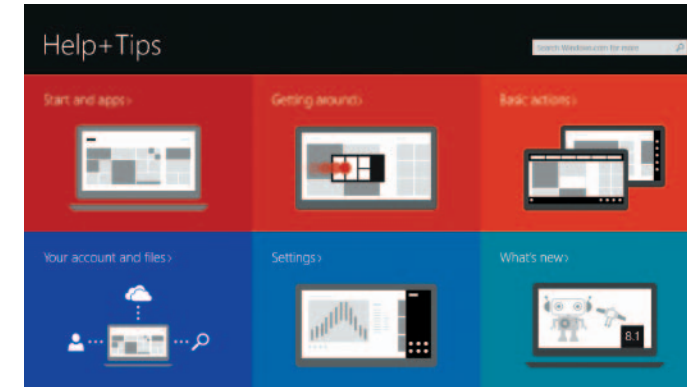 Help+Tips
Search Windows.com for more
Start and apps›
Getting around›
Basic actions›
Your account and files›
Settings›
What's new›
8.1